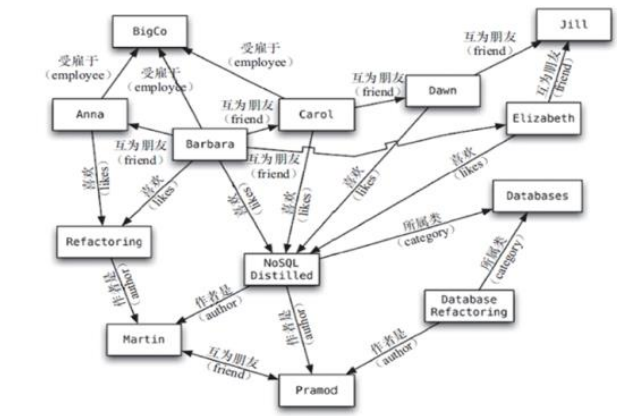 BigCo
Jill
受雇于
(employee)
受雇于
(employee)
受雇于
(employee)
互为朋友
(friend)
互为朋友
(friend)
互为朋友
(friend)
Dawn
Anna
Carol
Elizabeth
互为朋友
(friend)
Barbara
互为朋友
(friend)
互为朋友
(friend)
喜欢
(likes)
喜欢
(likes)
喜欢
(likes)
喜欢
(likes)
喜欢
(likes)
喜欢
(likes)
Databases
Refactoring
所属类
(category)
所属类
(category)
NoSQL
Distilled
作者是
(author)
作者是
(author)
作者是
(author)
Database
Refactoring
Martin
作者是
(author)
互为朋友
(friend)
Pramod